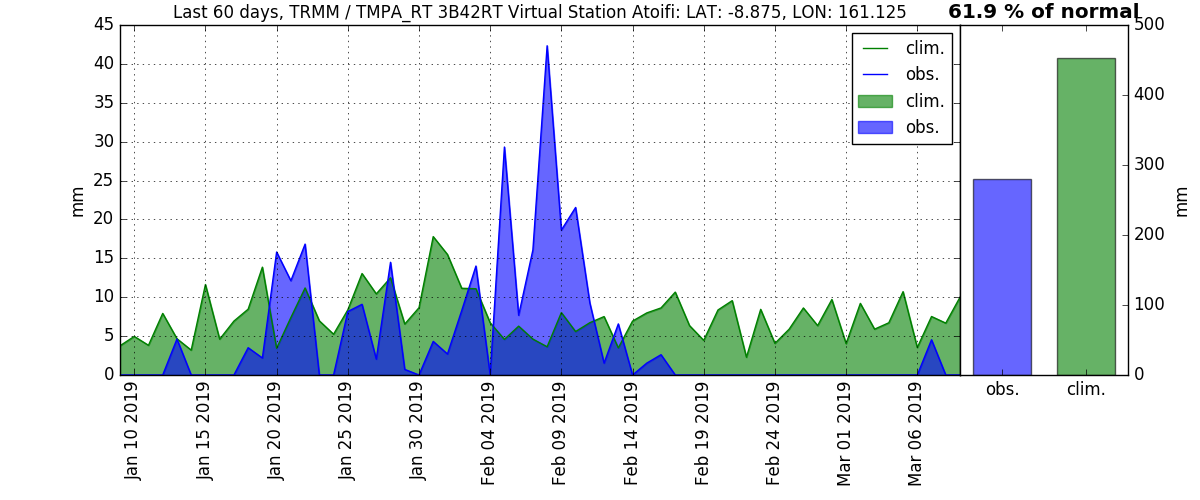 Last 60 days, TRMM / TMPA_RT 3B42RT Virtual Station Atoifi: LAT: -8.875, LON: 161.125
61.9 % of normal
45
40
35
30
25
20
15
10
5
0
mm
clim.
obs.
clim.
obs.
500
400
300
200
100
0
mm
Jan 10 2019
Jan 15 2019
Jan 20 2019
Jan 25 2019
Jan 30 2019
Feb 04 2019
Feb 09 2019
Feb 14 2019
Feb 19 2019
Feb 24 2019
Mar 01 2019
Mar 06 2019
obs.
clim.